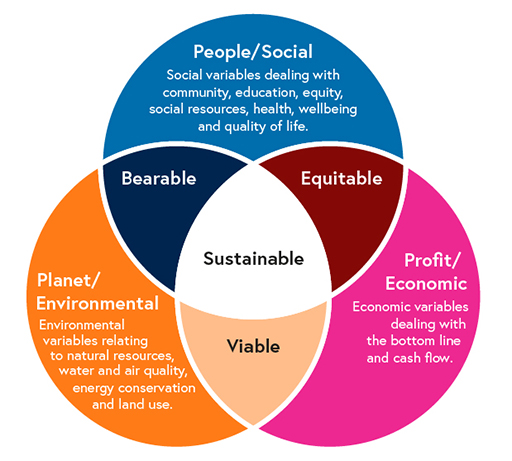 People/Social
Social variables dealing with
community, education, equity,
social resources, health, wellbeing
and quality of life.
Bearable
Equitable
Sustainable
Planet/
Environmental
Environmental
variables relating
to natural resources,
water and air quality,
energy conservation
and land use.
Profit/
Economic
Economic variables
dealing with
the bottom line
and cash flow.
Viable